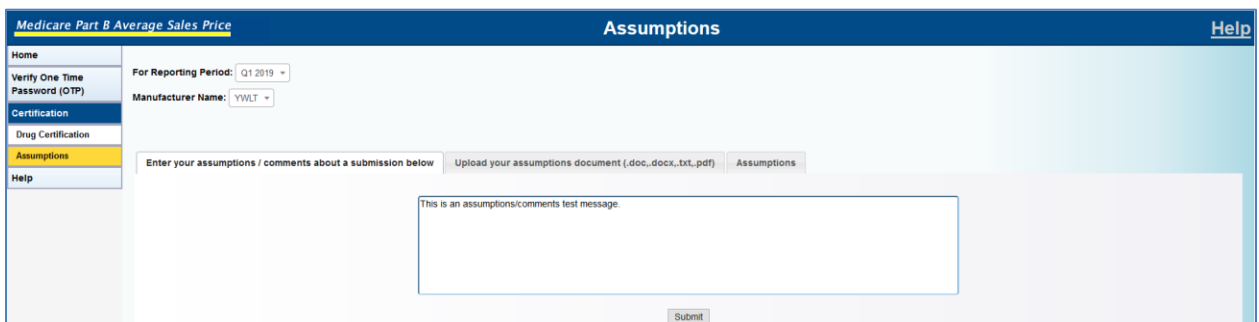 Medicare Part B Average Sales Price
Assumptions
Help
Home
Verify One Time
Password (OTP)
Certification
Drug Certification
Assumptions
Help
For Reporting Period: Q1 2019
Manufacturer Name: YWLT
Enter your assumptions / comments about a submission below
Upload your assumptions document (.doc,.docx,.txt,.pdf)
Assumptions
This is an assumptions/comments test message.
Submit